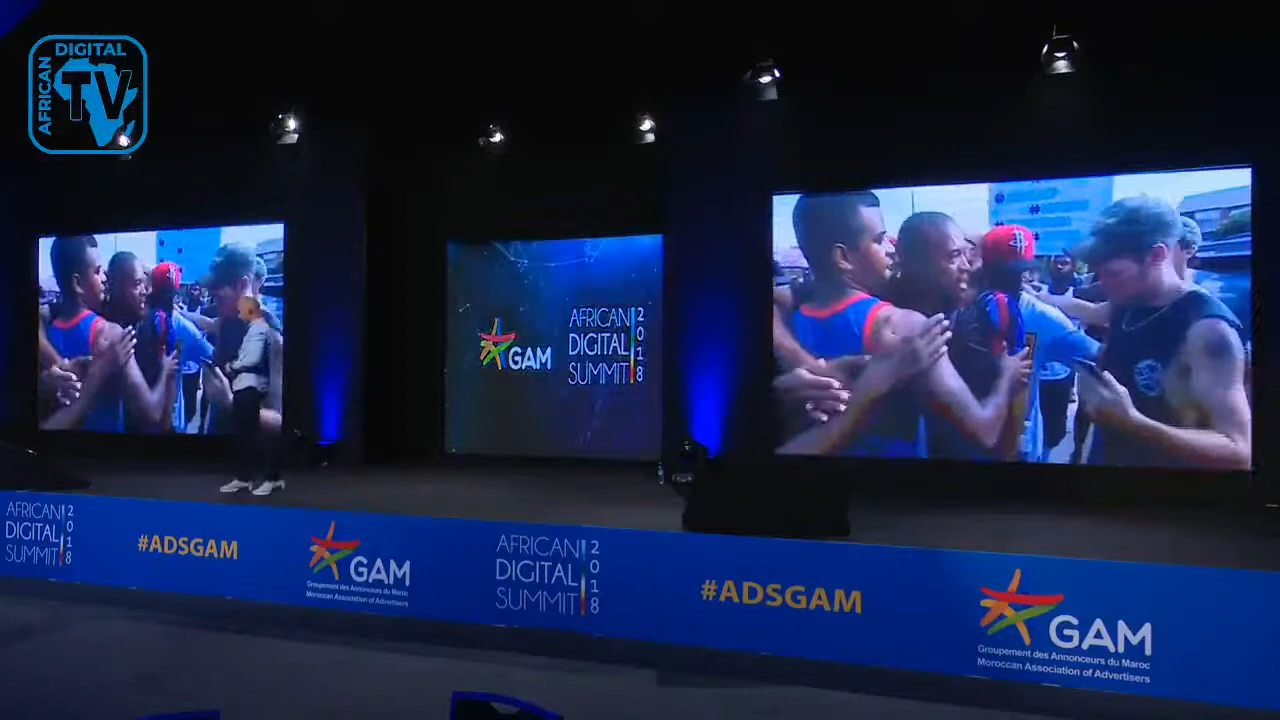 AFRICAN
DIGITAL
TV
GAM
AFRICAN
DIGITAL
SUMMIT
2018
AFRICAN
DIGITAL
SUMMIT
2018
#ADSGAM
GAM
Groupement des Annonceurs du Maroc
Moroccan Association of Advertisers
AFRICAN
DIGITAL
SUMMIT
2018
#ADSGAM
GAM
Groupement des Annonceurs du Maroc
Moroccan Association of Advertisers